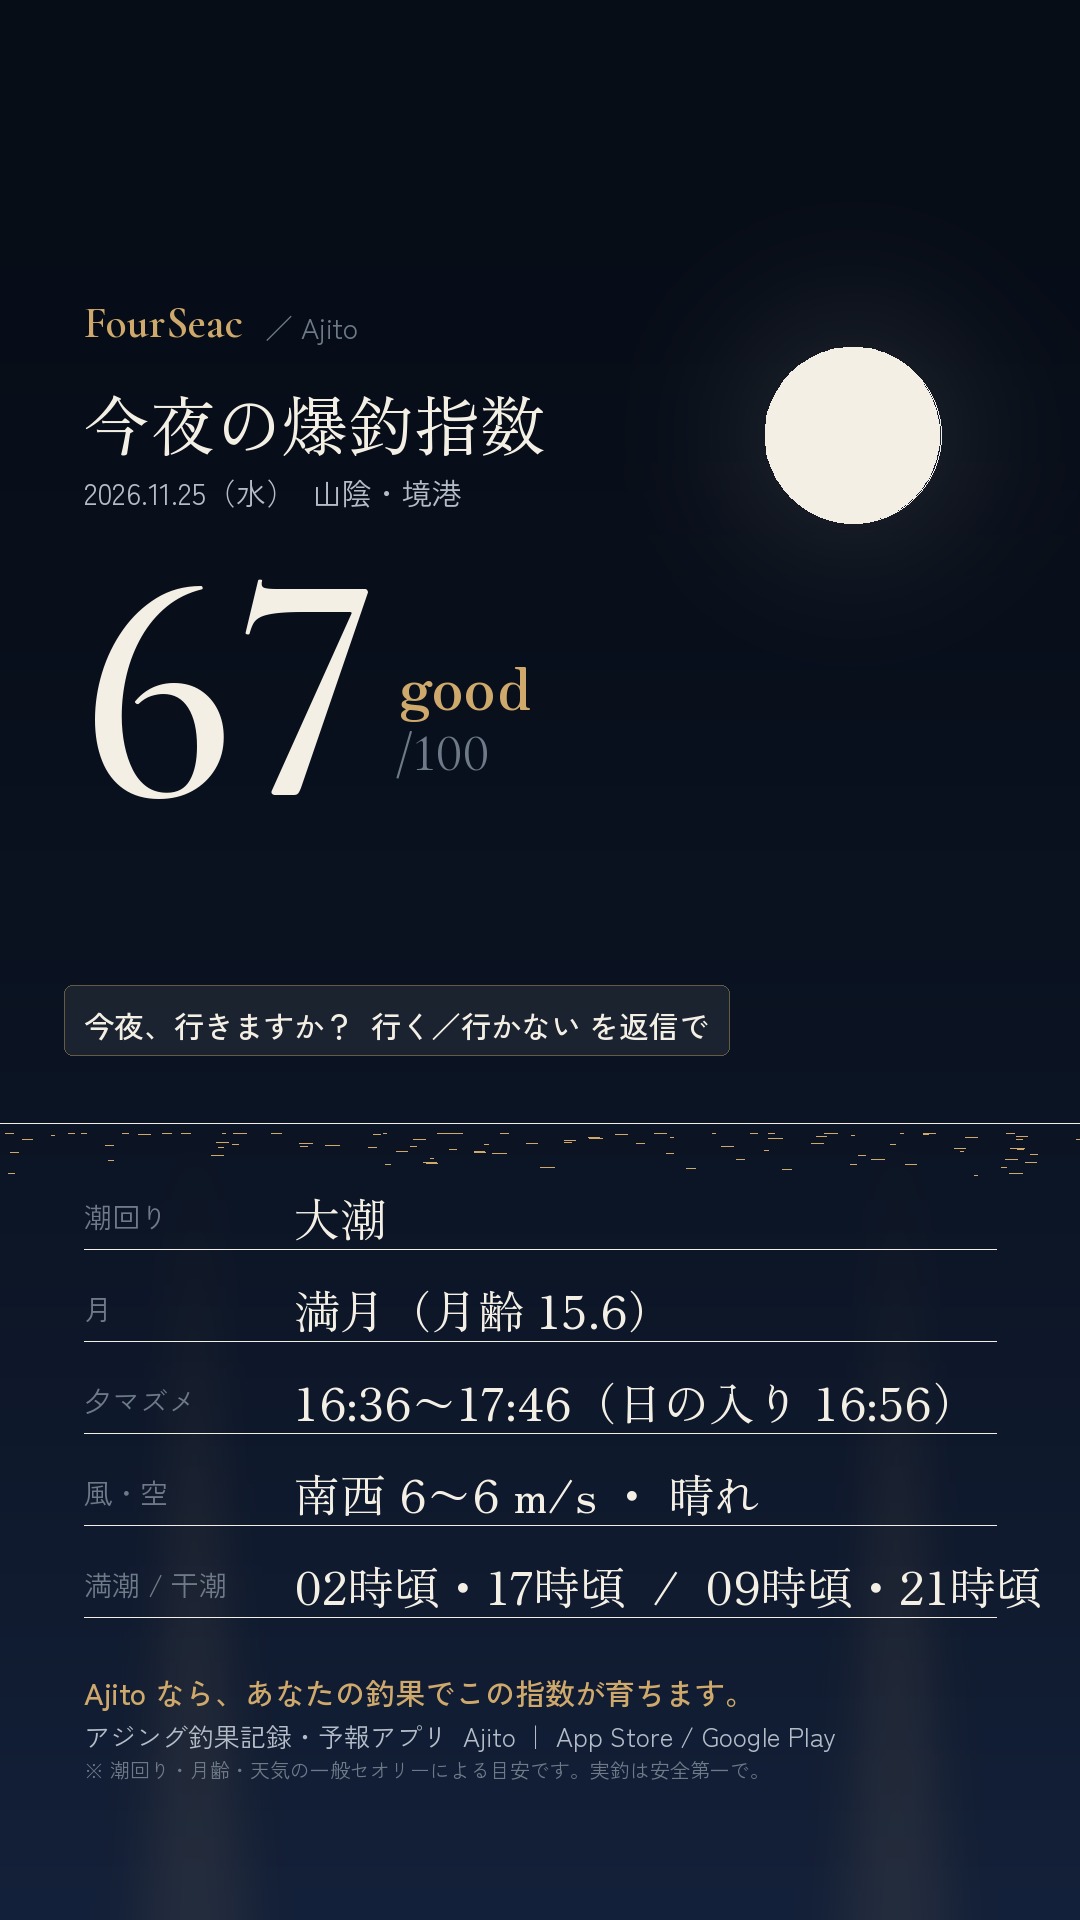 FourSeac ／ Ajito
今夜の爆釣指数
2026.11.25（水） 山陰・境港
67
good
/100
今夜、行きますか？ 行く／行かない を返信で
潮回り 大潮
月 満月（月齢 15.6）
夕マズメ 16:36〜17:46（日の入り 16:56）
風・空 南西 6〜6 m/s ・ 晴れ
満潮 / 干潮 02時頃・17時頃 / 09時頃・21時頃
Ajito なら、あなたの釣果でこの指数が育ちます。
アジング釣果記録・予報アプリ Ajito ｜ App Store / Google Play
※ 潮回り・月齢・天気の一般セオリーによる目安です。実釣は安全第一で。